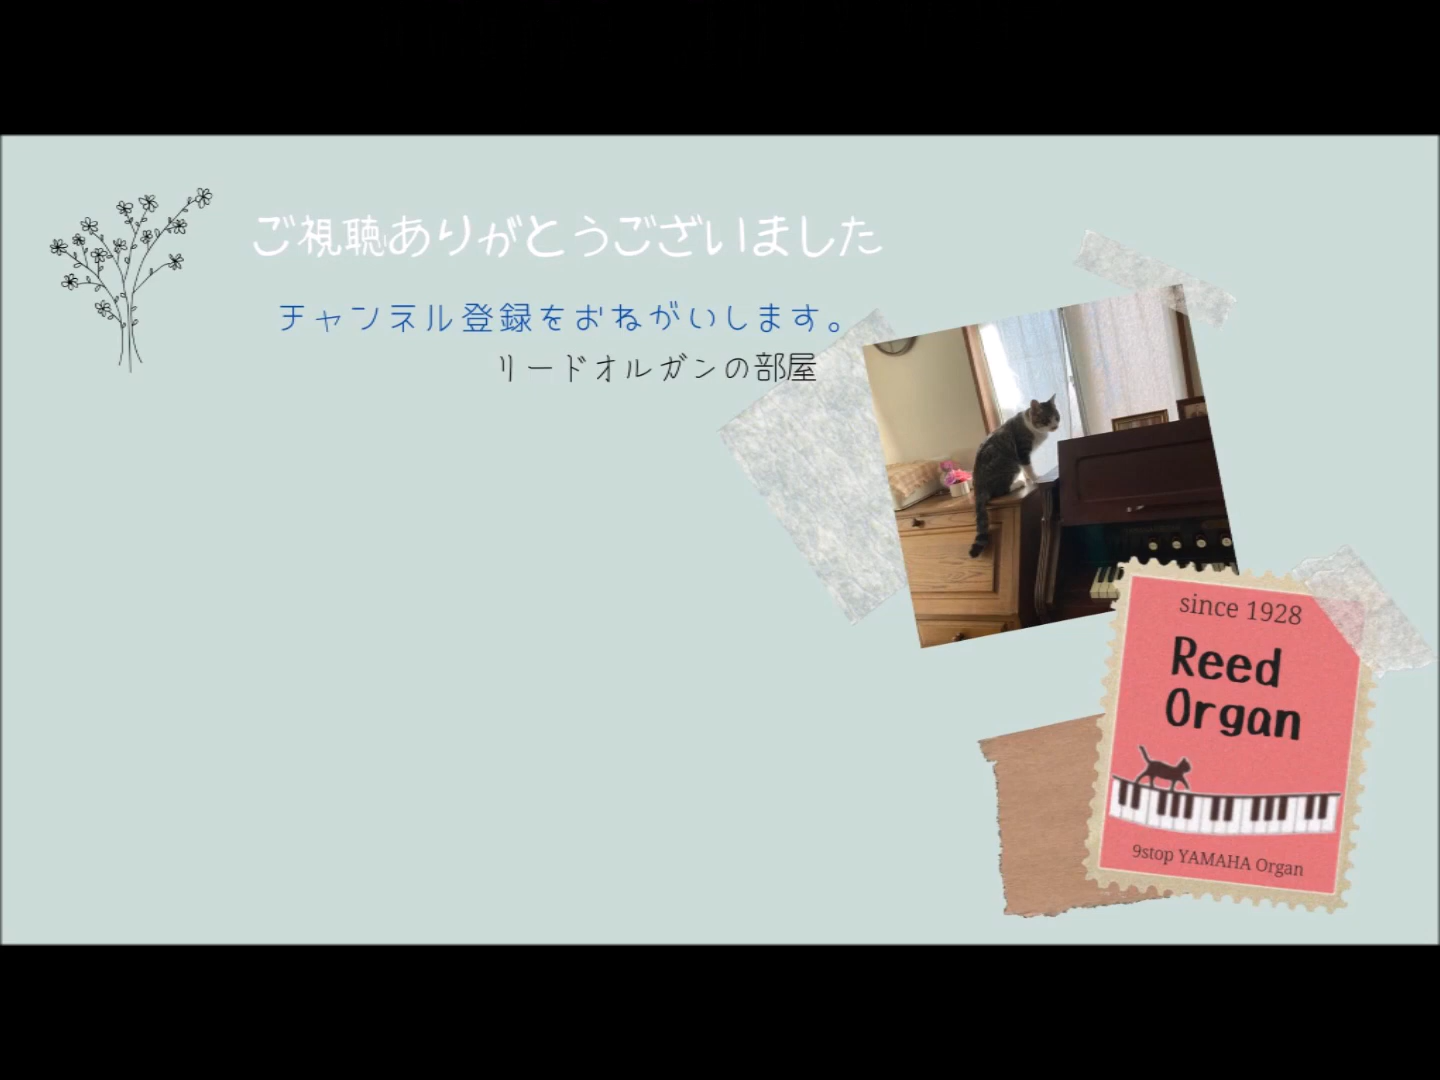 ご視聴ありがとうございました
チャンネル登録をおねがいします。
リードオルガンの部屋
since 1928
Reed
Organ
9stop YAMAHA Organ